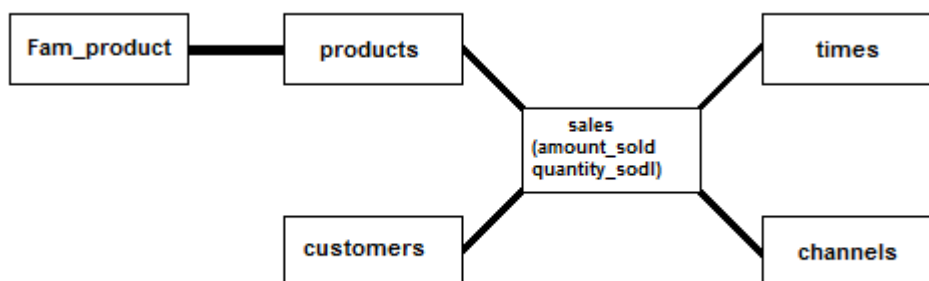 Fam_product
products
times
sales
(amount_sold
quantity_sodl)
customers
channels